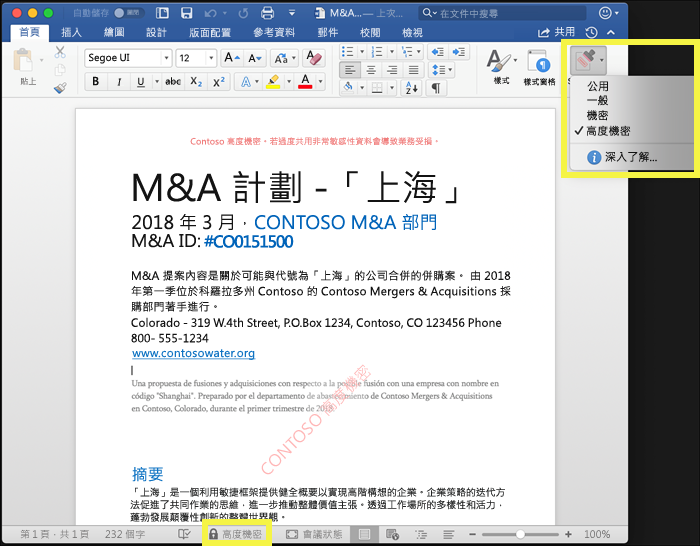 自動儲存
M&A...— 上次...
在文件中搜尋
首頁 插入 繪圖 設計 版面配置 參考資料 郵件 校閱 檢視
共用
貼上
Segoe UI
12
樣式
樣式窗格
公用
一般
機密
高度機密
深入了解...
Contoso 高度機密。若過度共用非常敏感性資料會導致業務受損。
M&A 計劃 -「上海」
2018 年 3 月，CONTOSO M&A 部門
M&A ID: #CO0151500
M&A 提案內容是關於可能與代號為「上海」的公司合併的併購案。 由 2018
年第一季位於科羅拉多州 Contoso 的 Contoso Mergers & Acquisitions 採
購部門著手進行。
Colorado - 319 W.4th Street, P.O.Box 1234, Contoso, CO 123456 Phone
800- 555-1234
www.contosowater.org
Una propuesta de fusiones y adquisiciones con respecto a la posible fusión con una empresa con nombre en
código "Shanghai". Preparado por el departamento de abastecimiento de Contoso Mergers & Acquisitions
en Contoso, Colorado, durante el primer trimestre de 2018.
CONTOSO 高度機密
摘要
「上海」是一個利用敏捷框架提供健全概要以實現高階構想的企業。企業策略的迭代方
法促進了共同作業的思維，進一步推動整體價值主張。透過工作場所的多樣性和活力，
蓬勃發展顛覆性創新的整體世界觀。
第 1 頁，共 1 頁 232 個字 高度機密 會議狀態 100%